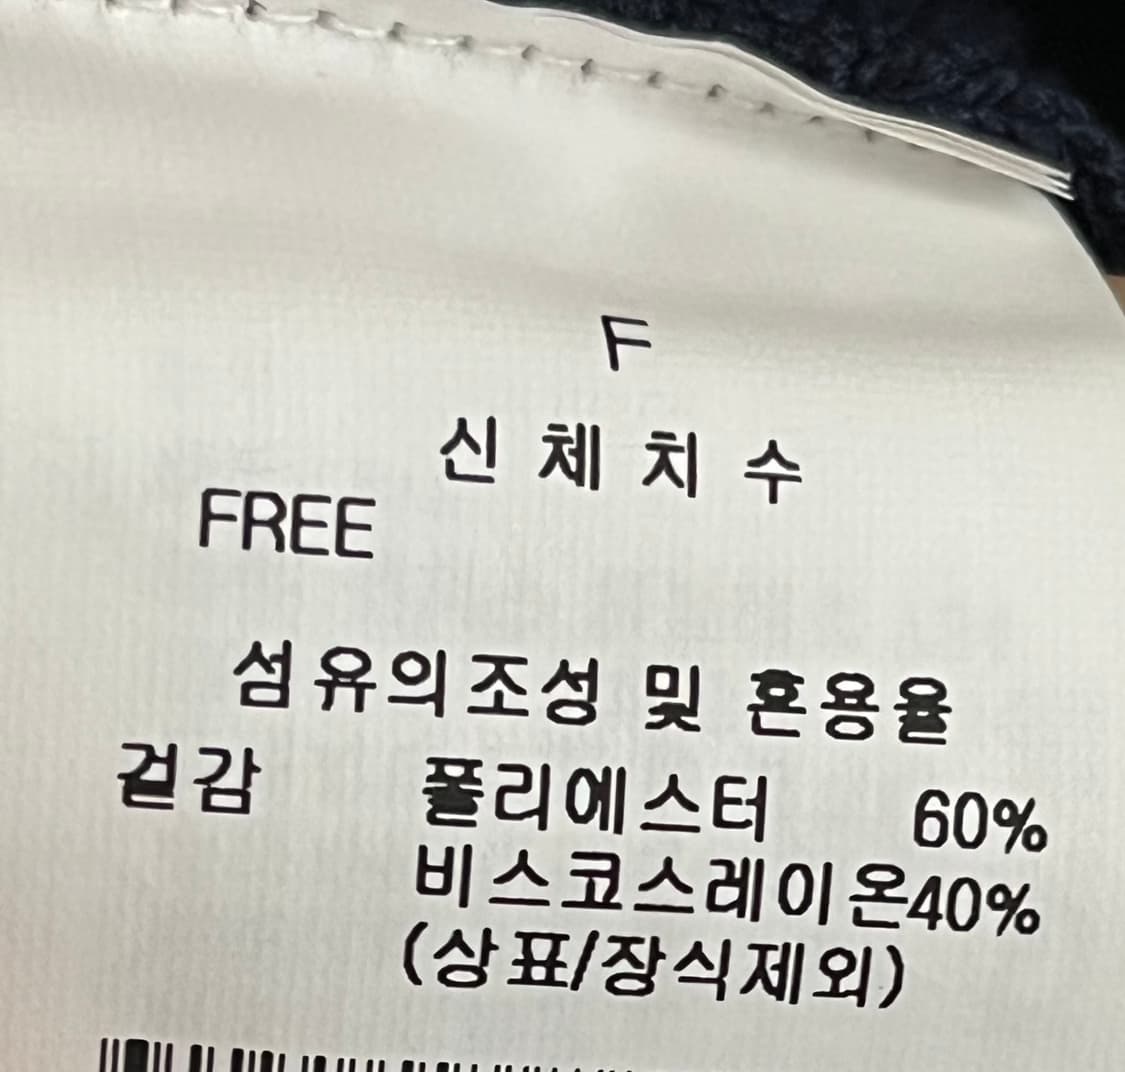 F
신체치수
FREE
섬유의조성 및 혼용율
겉감 폴리에스터 60%
비스코스레이온40%
(상표/장식제외)